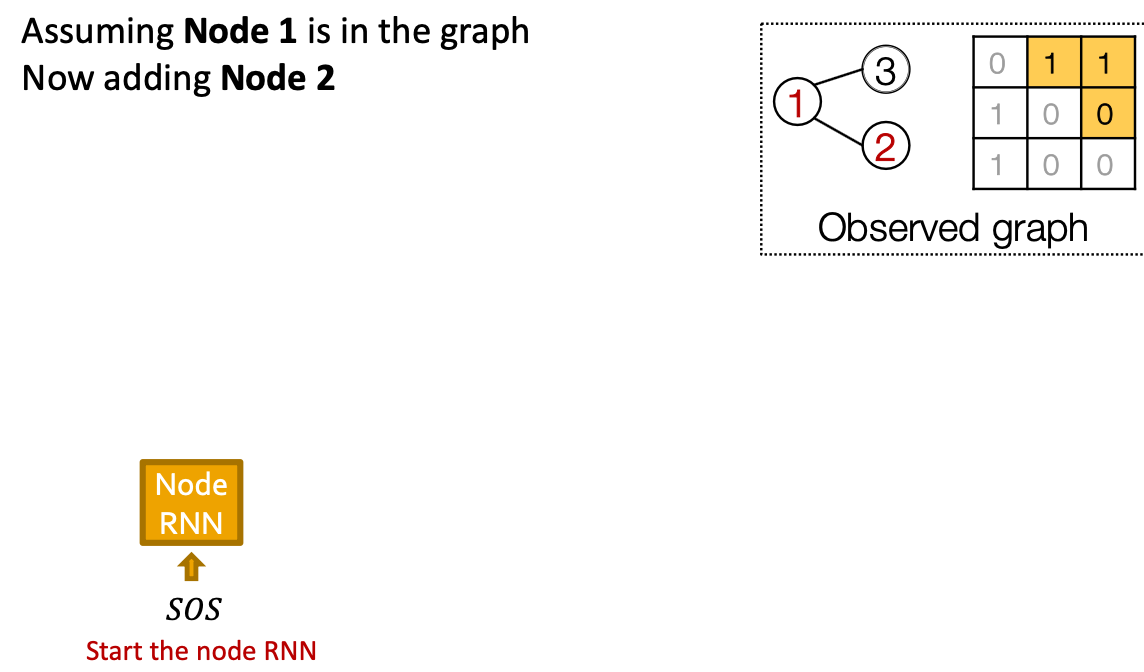 Assuming Node 1 is in the graph
Now adding Node 2
3
1
2
0 1 1
1 0 0
1 0 0
Observed graph
Node
RNN
SOS
Start the node RNN